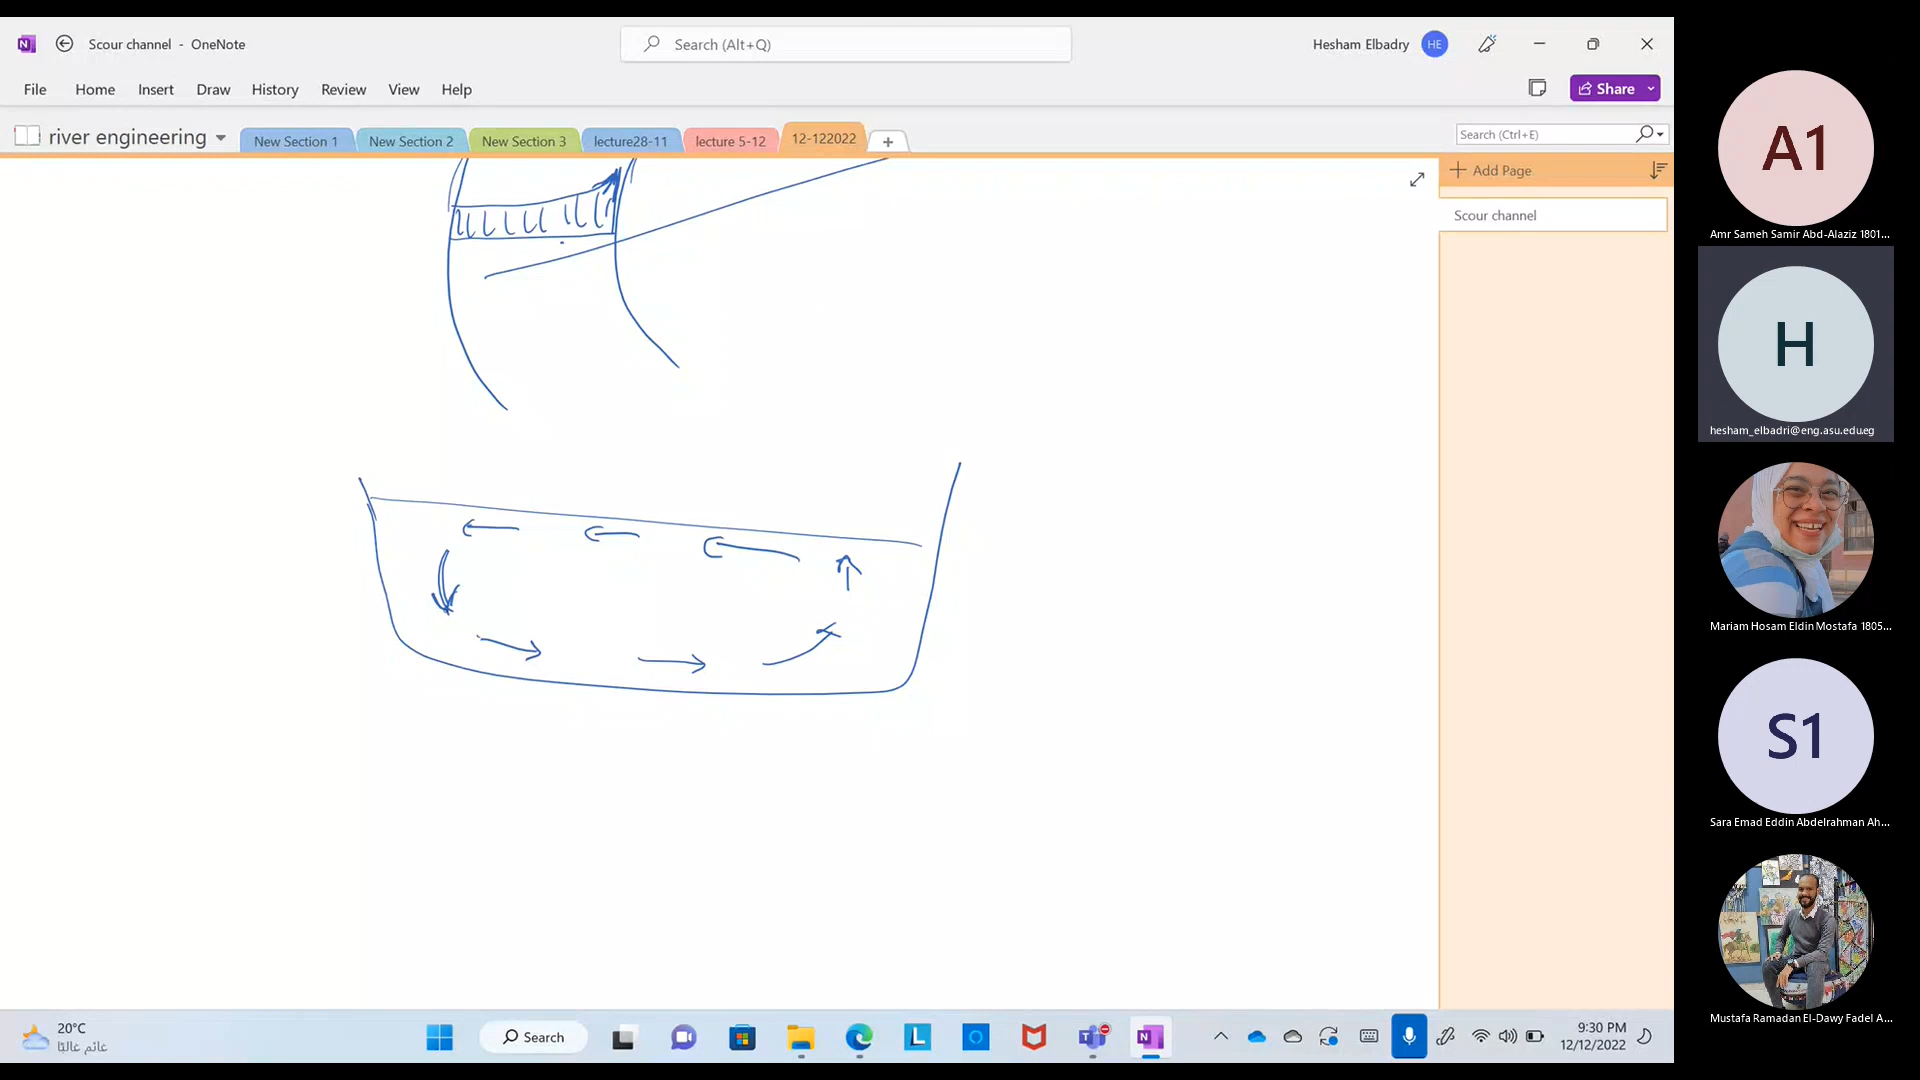 Scour channel - OneNote
Search (Alt+Q)
Hesham Elbadry
HE
File
Home
Insert
Draw
History
Review
View
Help
Share
river engineering
New Section 1
New Section 2
New Section 3
lecture28-11
lecture 5-12
12-122022
Search (Ctrl+E)
Add Page
Scour channel
A1
Amr Sameh Samir Abd-Alaziz 1801...
H
hesham_elbadri@eng.asu.edu.eg
Mariam Hosam Eldin Mostafa 1805...
S1
Sara Emad Eddin Abdelrahman Ah...
Mustafa Ramadan El-Dawy Fadel A...
20°C
غائم غالبًا
Search
L
9:30 PM
12/12/2022